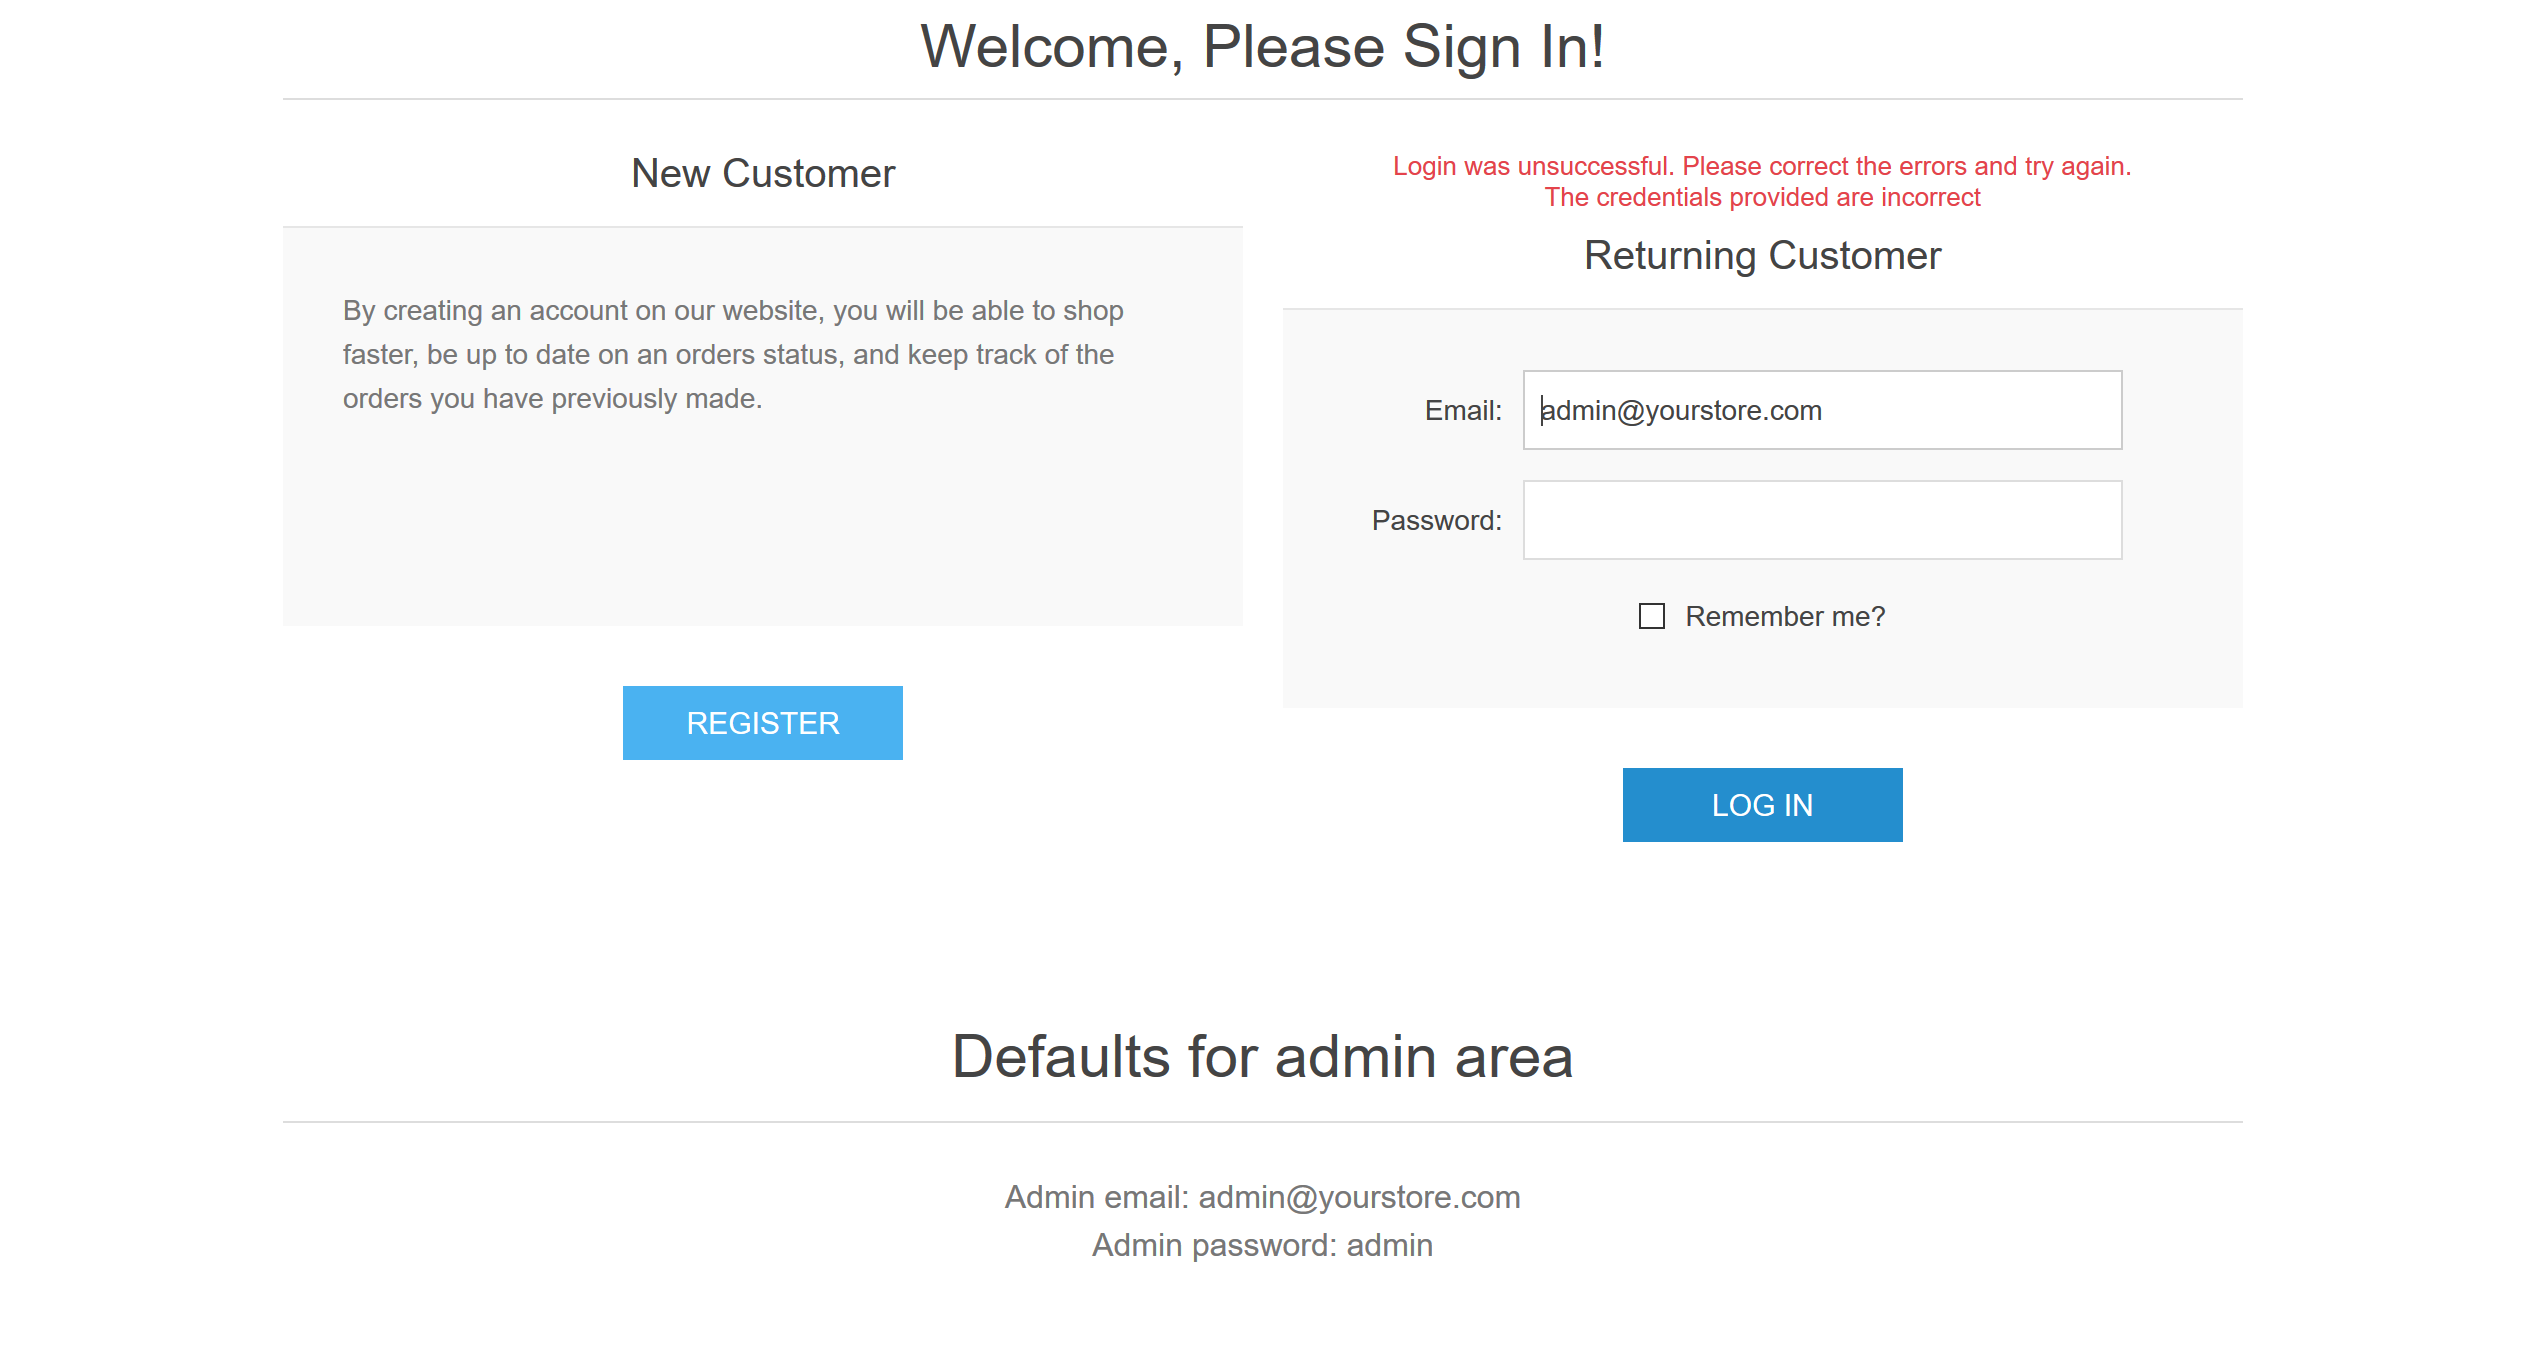 Welcome, Please Sign In!
New Customer
By creating an account on our website, you will be able to shop
faster, be up to date on an orders status, and keep track of the
orders you have previously made.
REGISTER
Login was unsuccessful. Please correct the errors and try again.
The credentials provided are incorrect
Returning Customer
Email: admin@yourstore.com
Password:
Remember me?
LOG IN
Defaults for admin area
Admin email: admin@yourstore.com
Admin password: admin